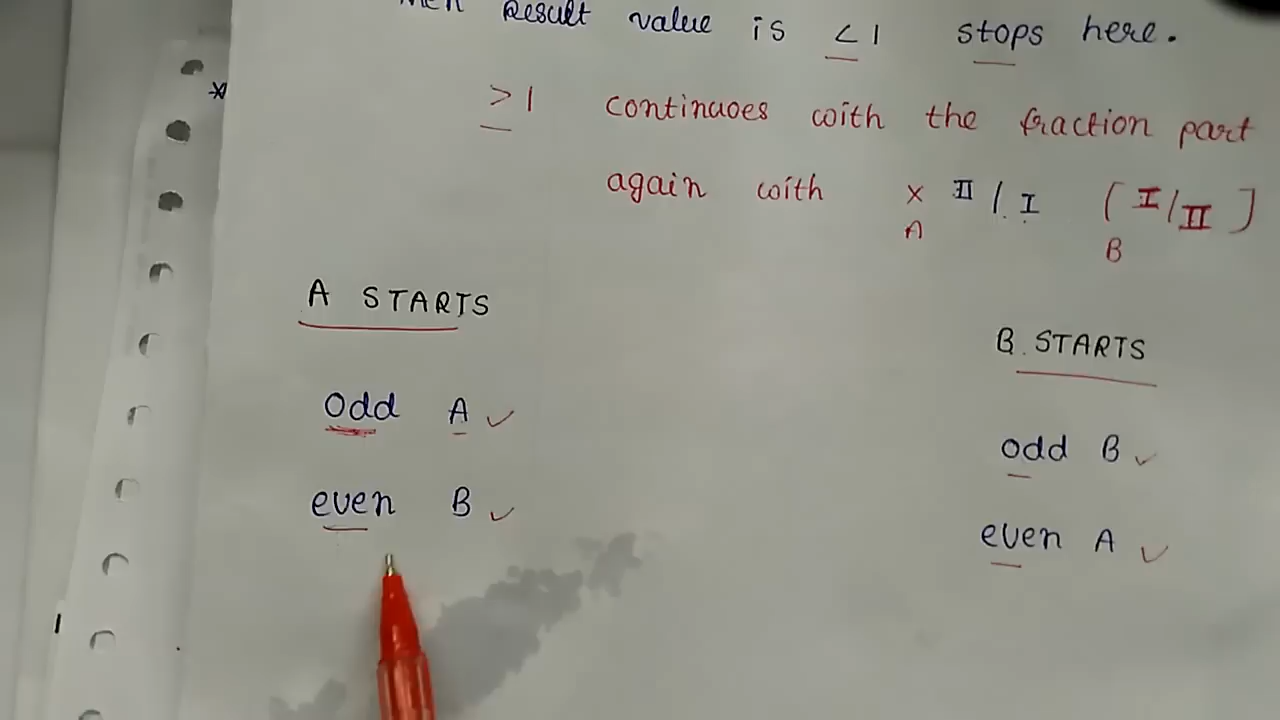 Result value is <1 stops here.
* >1 continuoes with the fraction part
again with × II / I ( I/II )
A B
A STARTS
B. STARTS
odd A ✓
odd B ✓
even B ✓
even A ✓